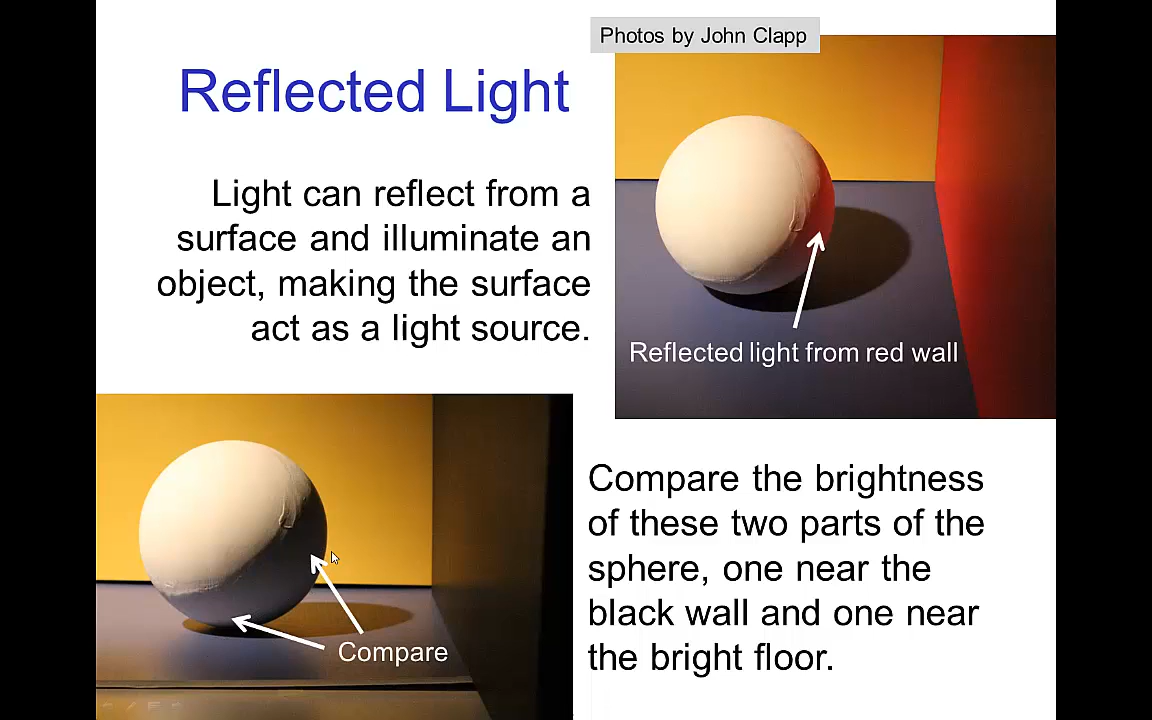 Photos by John Clapp
Reflected Light
Light can reflect from a
surface and illuminate an
object, making the surface
act as a light source.
Reflected light from red wall
Compare the brightness
of these two parts of the
sphere, one near the
black wall and one near
the bright floor.
Compare